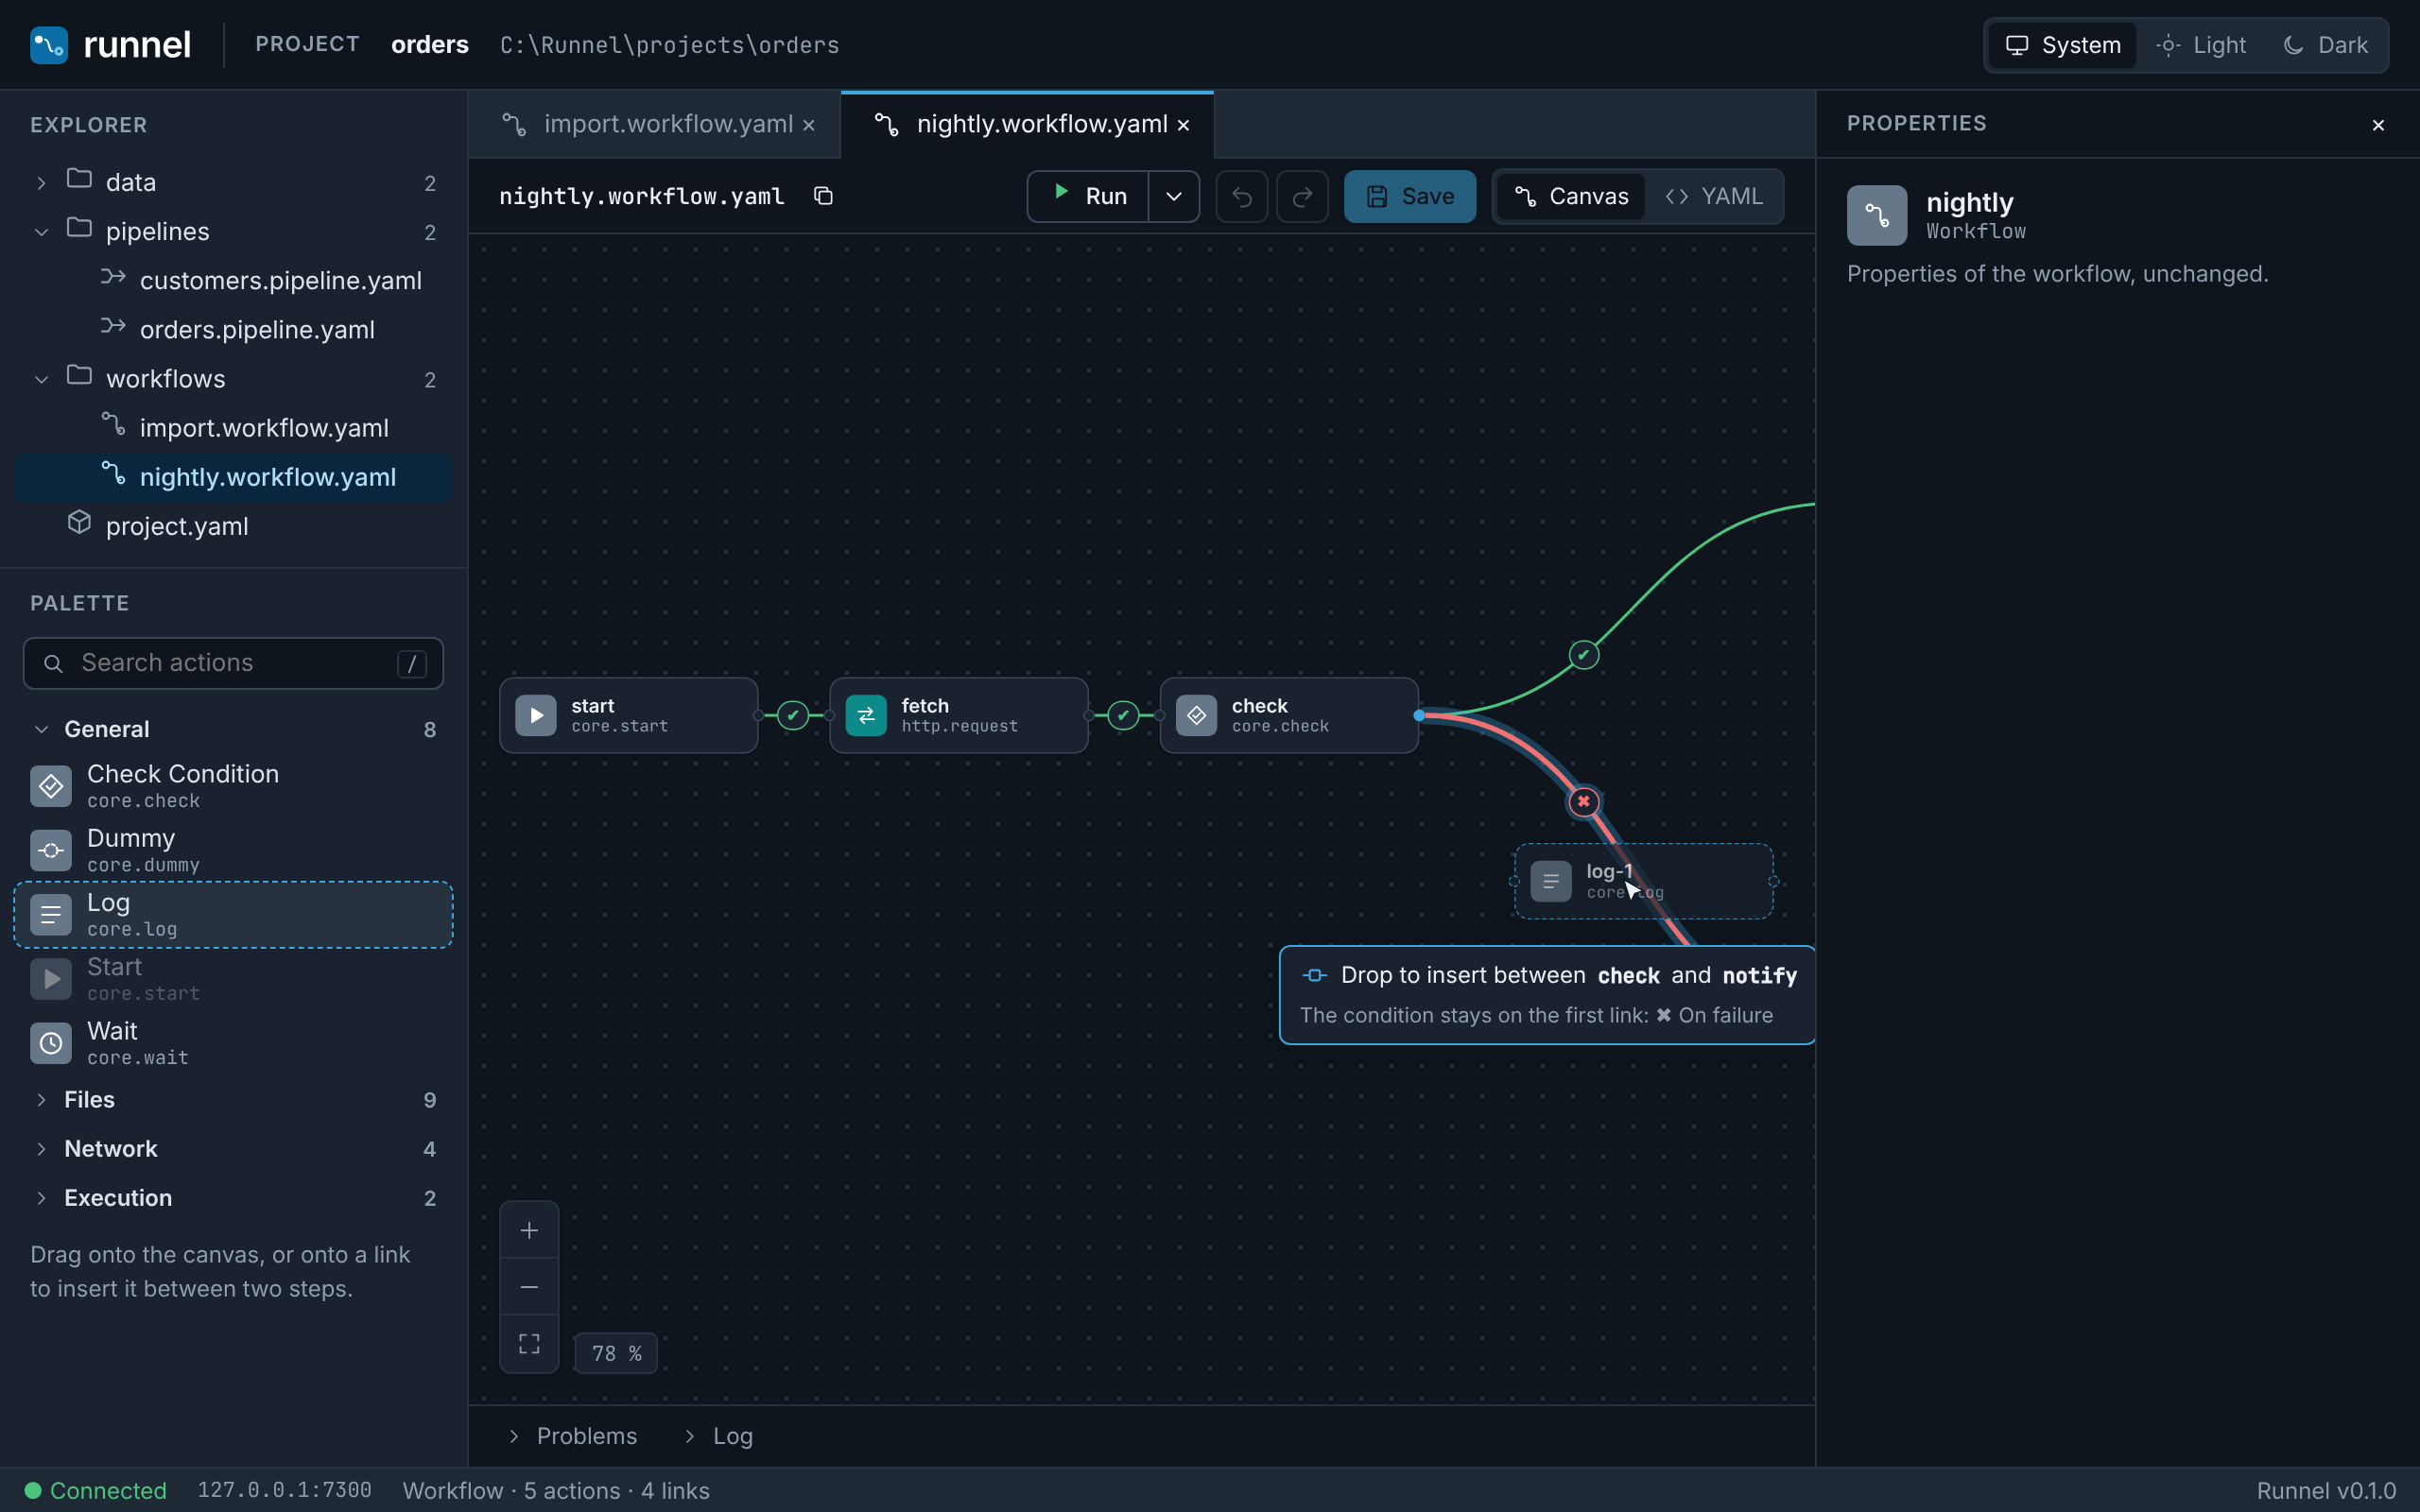 runnel
PROJECT orders C:\Runnel\projects\orders
System Light Dark
EXPLORER
data 2
pipelines 2
customers.pipeline.yaml
orders.pipeline.yaml
workflows 2
import.workflow.yaml
nightly.workflow.yaml
project.yaml
PALETTE
Search actions /
General 8
Check Condition
core.check
Dummy
core.dummy
Log
core.log
Start
core.start
Wait
core.wait
Files 9
Network 4
Execution 2
Drag onto the canvas, or onto a link
to insert it between two steps.
import.workflow.yaml ×
nightly.workflow.yaml ×
nightly.workflow.yaml
Run
Save
Canvas
YAML
start
core.start
fetch
http.request
check
core.check
log-1
core.log
Drop to insert between check and notify
The condition stays on the first link: ✖ On failure
78 %
Problems
Log
PROPERTIES ×
nightly
Workflow
Properties of the workflow, unchanged.
Connected 127.0.0.1:7300 Workflow · 5 actions · 4 links
Runnel v0.1.0